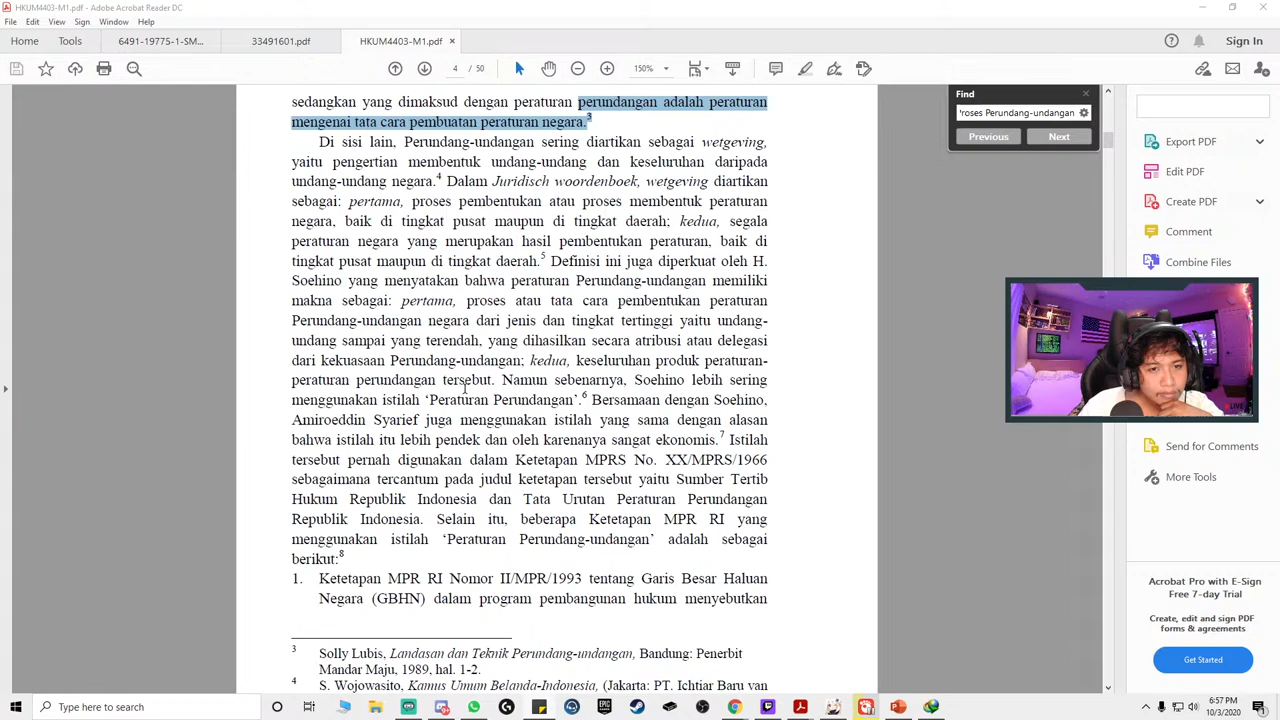 HKUM4403-M1.pdf - Adobe Acrobat Reader DC
File Edit View Sign Window Help
Home Tools 6491-19775-1-SM... 33491601.pdf HKUM4403-M1.pdf × Sign In
4 / 50 150%
sedangkan yang dimaksud dengan peraturan perundangan adalah peraturan
mengenai tata cara pembuatan peraturan negara.3
Di sisi lain, Perundang-undangan sering diartikan sebagai wetgeving,
yaitu pengertian membentuk undang-undang dan keseluruhan daripada
undang-undang negara.4 Dalam Juridisch woordenboek, wetgeving diartikan
sebagai: pertama, proses pembentukan atau proses membentuk peraturan
negara, baik di tingkat pusat maupun di tingkat daerah; kedua, segala
peraturan negara yang merupakan hasil pembentukan peraturan, baik di
tingkat pusat maupun di tingkat daerah.5 Definisi ini juga diperkuat oleh H.
Soehino yang menyatakan bahwa peraturan Perundang-undangan memiliki
makna sebagai: pertama, proses atau tata cara pembentukan peraturan
Perundang-undangan negara dari jenis dan tingkat tertinggi yaitu undang-
undang sampai yang terendah, yang dihasilkan secara atribusi atau delegasi
dari kekuasaan Perundang-undangan; kedua, keseluruhan produk peraturan-
peraturan perundangan tersebut. Namun sebenarnya, Soehino lebih sering
menggunakan istilah ‘Peraturan Perundangan’.6 Bersamaan dengan Soehino,
Amiroeddin Syarief juga menggunakan istilah yang sama dengan alasan
bahwa istilah itu lebih pendek dan oleh karenanya sangat ekonomis.7 Istilah
tersebut pernah digunakan dalam Ketetapan MPRS No. XX/MPRS/1966
sebagaimana tercantum pada judul ketetapan tersebut yaitu Sumber Tertib
Hukum Republik Indonesia dan Tata Urutan Peraturan Perundangan
Republik Indonesia. Selain itu, beberapa Ketetapan MPR RI yang
menggunakan istilah ‘Peraturan Perundang-undangan’ adalah sebagai
berikut:8
1. Ketetapan MPR RI Nomor II/MPR/1993 tentang Garis Besar Haluan
Negara (GBHN) dalam program pembangunan hukum menyebutkan
3 Solly Lubis, Landasan dan Teknik Perundang-undangan, Bandung: Penerbit
Mandar Maju, 1989, hal. 1-2.
4 S. Wojowasito, Kamus Umum Belanda-Indonesia, (Jakarta: PT. Ichtiar Baru van
Find
'roses Perundang-undangan
Previous Next
Export PDF
Edit PDF
Create PDF
Comment
Combine Files
Send for Comments
More Tools
Acrobat Pro with E-Sign
Free 7-day Trial
Create, edit and sign PDF
forms & agreements
Get Started
Type here to search
6:57 PM
10/3/2020